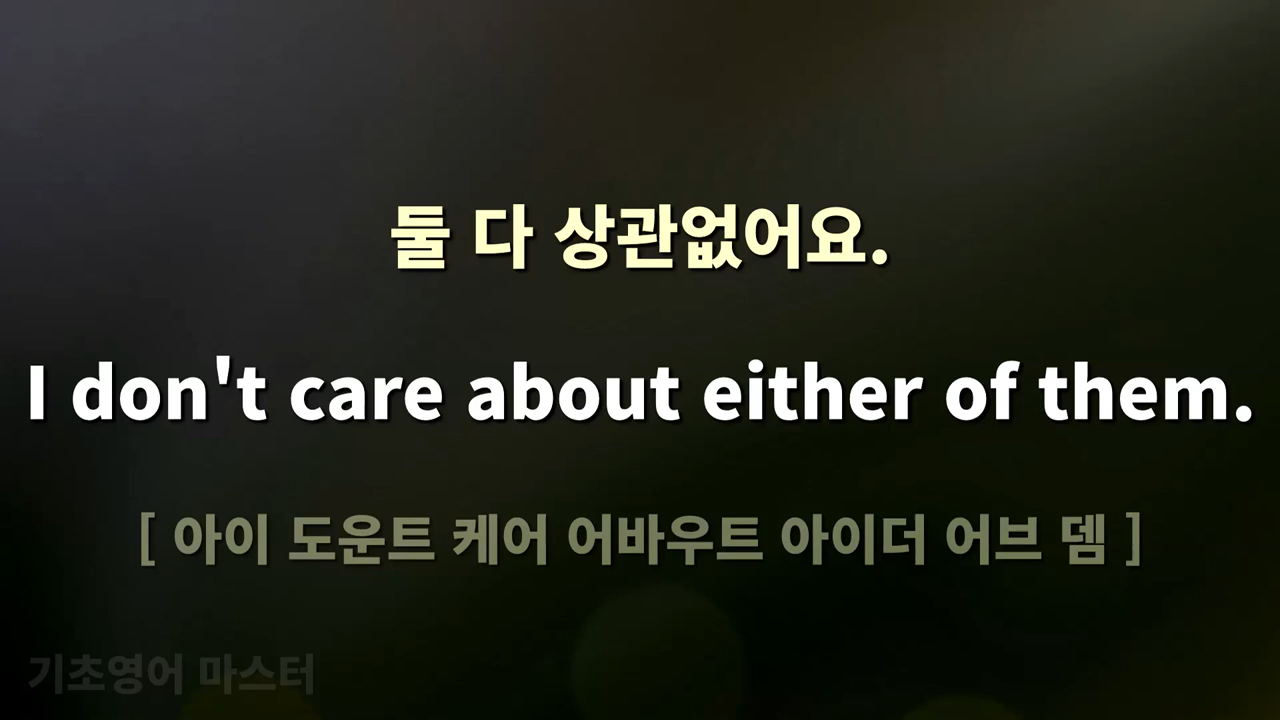 둘 다 상관없어요.
I don't care about either of them.
[ 아이 도운트 케어 어바우트 아이더 어브 뎀 ]
기초영어 마스터